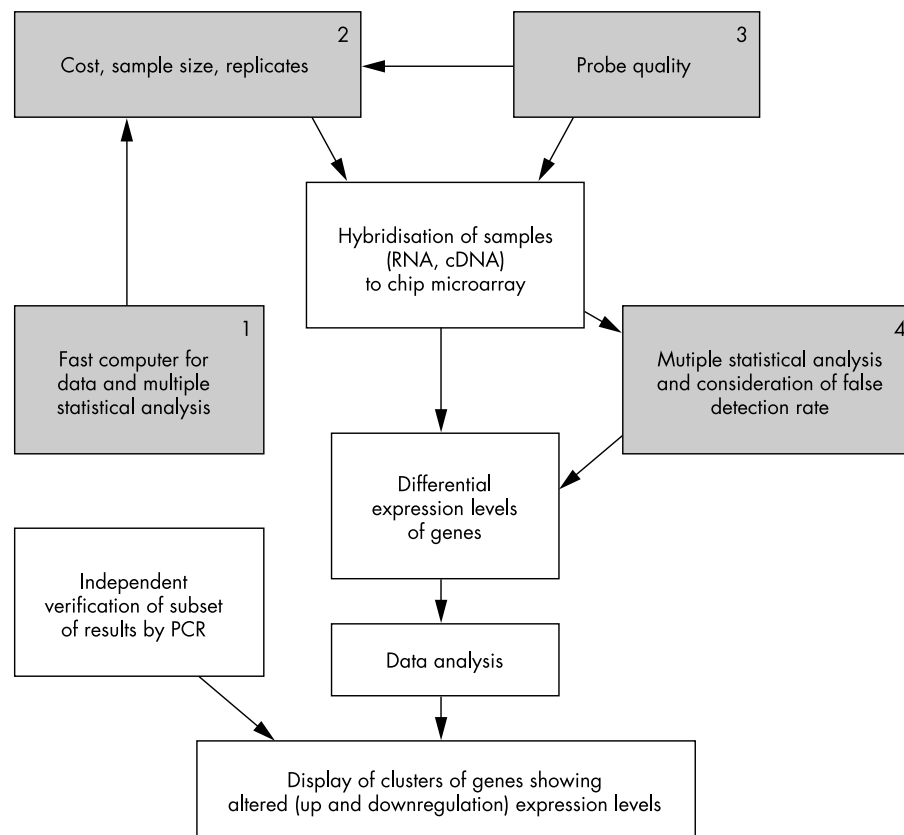 2
Cost, sample size, replicates
3
Probe quality
Hybridisation of samples
(RNA, cDNA)
to chip microarray
1
Fast computer for
data and multiple
statistical analysis
4
Mutiple statistical analysis
and consideration of false
detection rate
Differential
expression levels
of genes
Independent
verification of subset
of results by PCR
Data analysis
Display of clusters of genes showing
altered (up and downregulation) expression levels